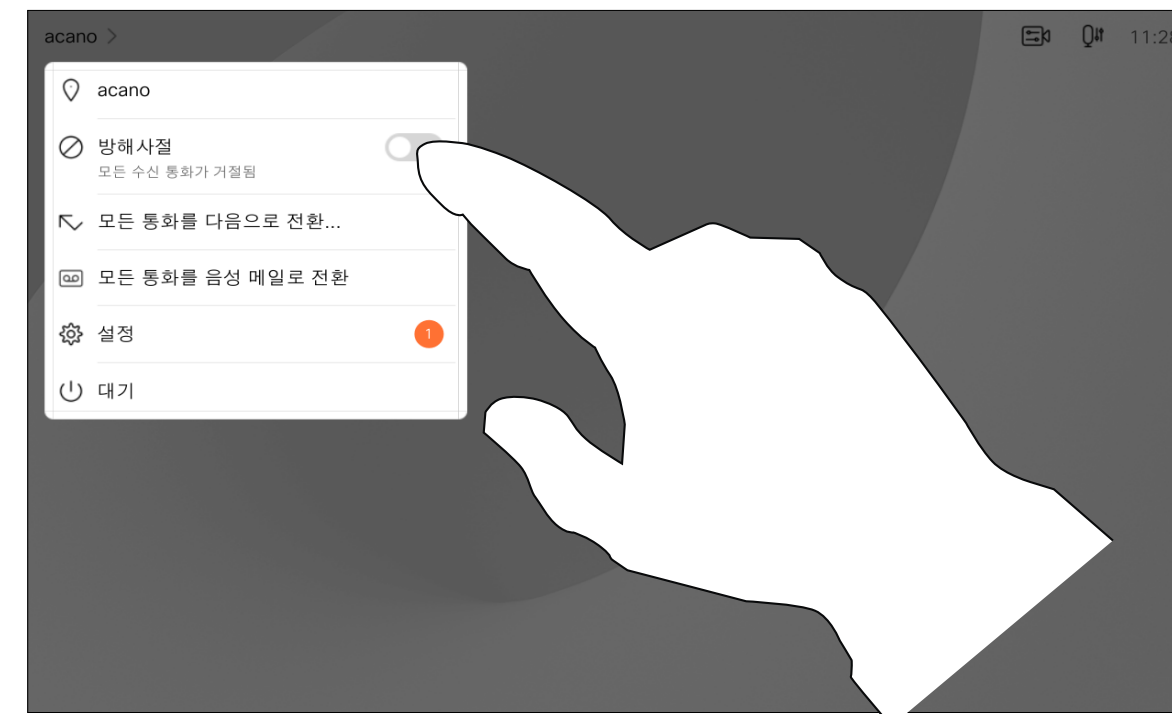 acano >
11:28
acano
방해사절
모든 수신 통화가 거절됨
모든 통화를 다음으로 전환...
모든 통화를 음성 메일로 전환
설정
1
대기